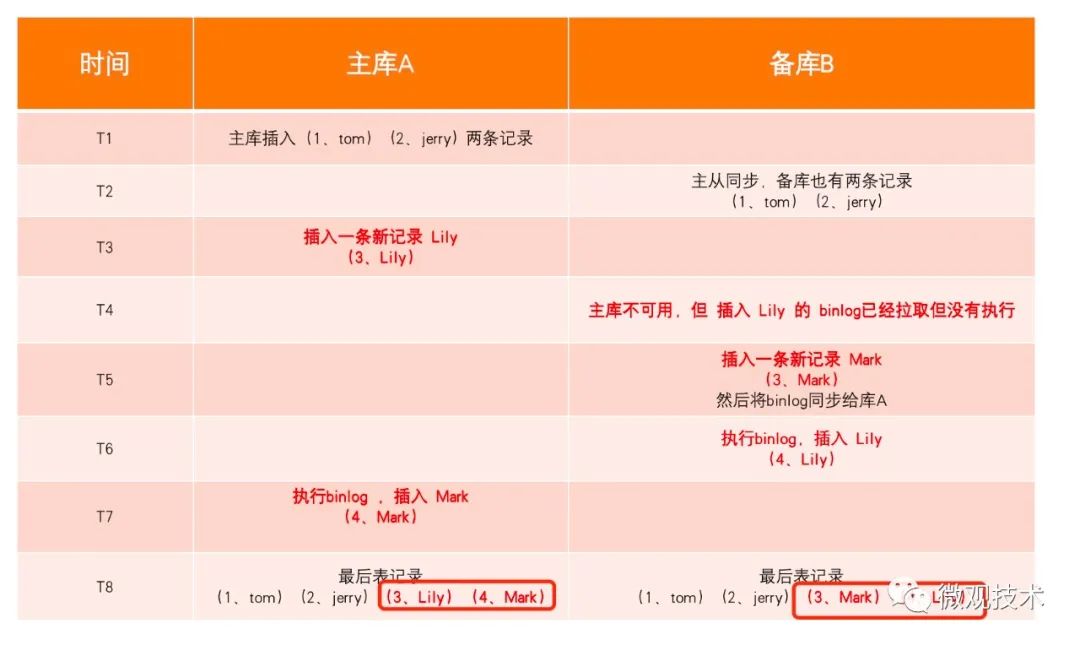 时间 主库A 备库B
T1 主库插入（1、tom）（2、jerry）两条记录
T2 主从同步，备库也有两条记录
（1、tom）（2、jerry）
T3 插入一条新记录 Lily
（3、Lily）
T4 主库不可用，但 插入 Lily 的 binlog已经拉取但没有执行
T5 插入一条新记录 Mark
（3、Mark）
然后将binlog同步给库A
T6 执行binlog，插入 Lily
（4、Lily）
T7 执行binlog ，插入 Mark
（4、Mark）
T8 最后表记录 最后表记录
（1、tom）（2、jerry）（3、Lily）（4、Mark） （1、tom）（2、jerry）（3、Mark）
微观技术